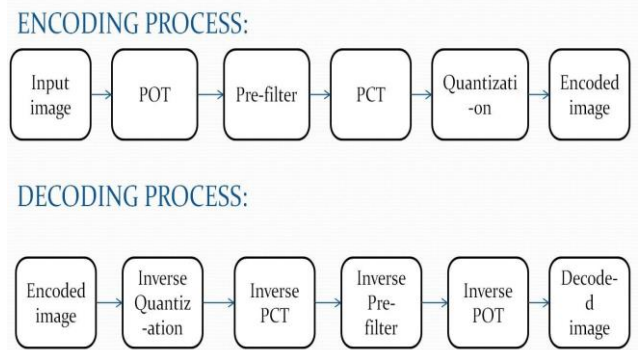 ENCODING PROCESS:
Input
image
POT
Pre-filter
PCT
Quantizati
-on
Encoded
image
DECODING PROCESS:
Encoded
image
Inverse
Quantiz
-ation
Inverse
PCT
Inverse
Pre-
filter
Inverse
POT
Decode-
d
image